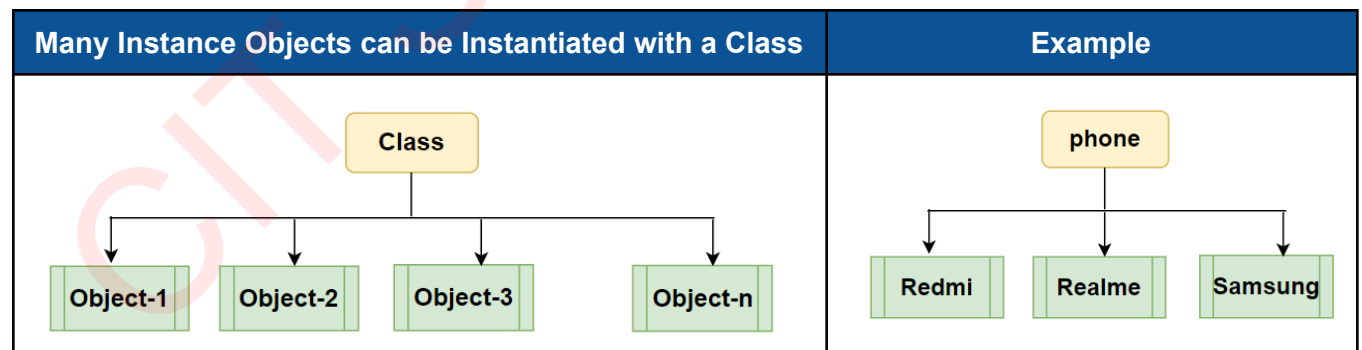 Many Instance Objects can be Instantiated with a Class
Example
Class
Object-1
Object-2
Object-3
Object-n
phone
Redmi
Realme
Samsung
CIT